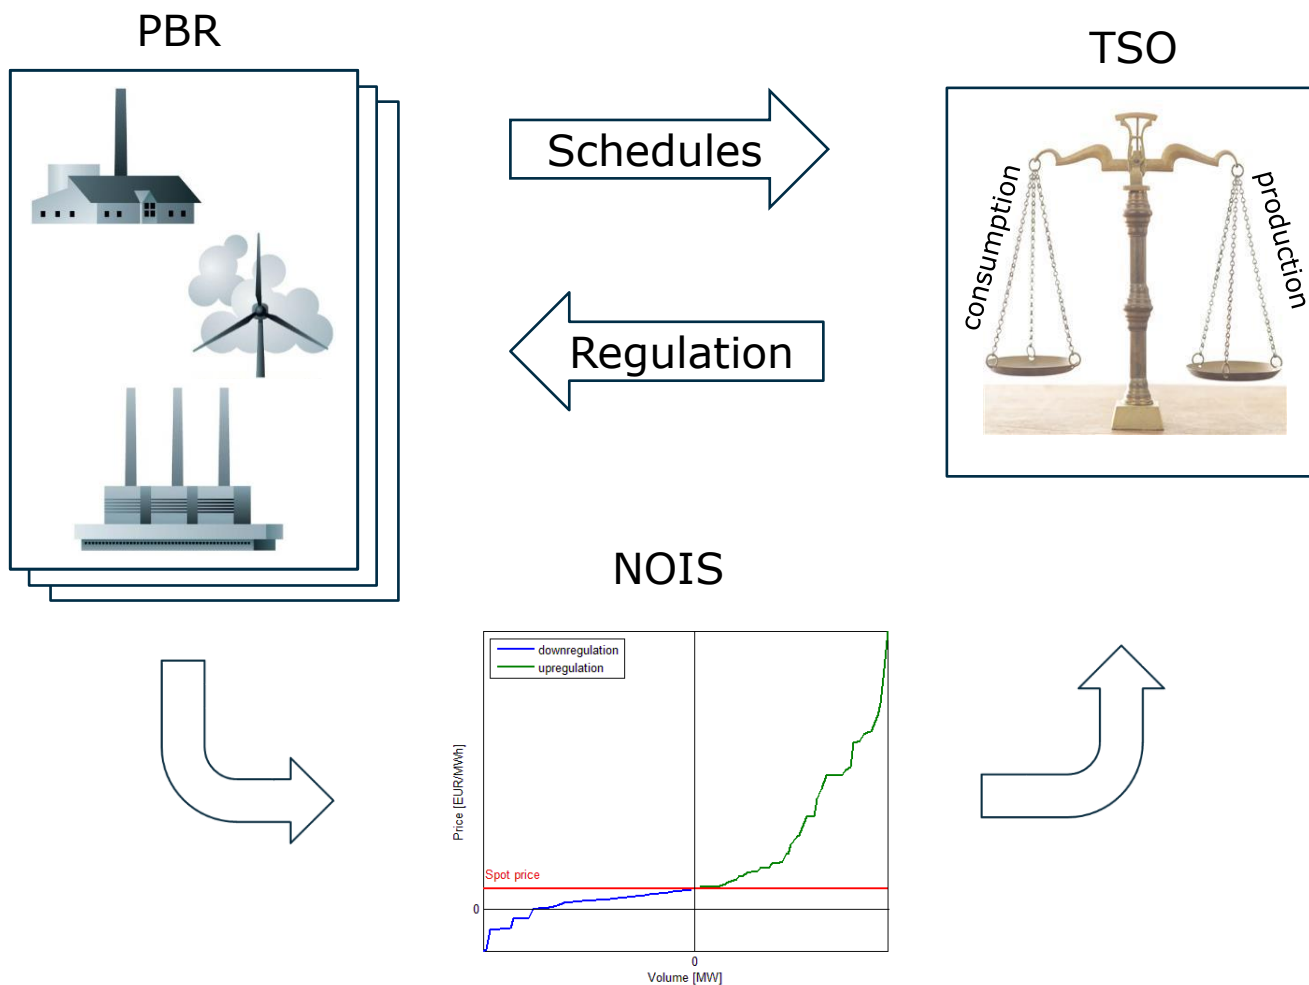 PBR
TSO
Schedules
consumption
production
Regulation
NOIS
downregulation
upregulation
Price [EUR/MWh]
Spot price
0
0
Volume [MW]